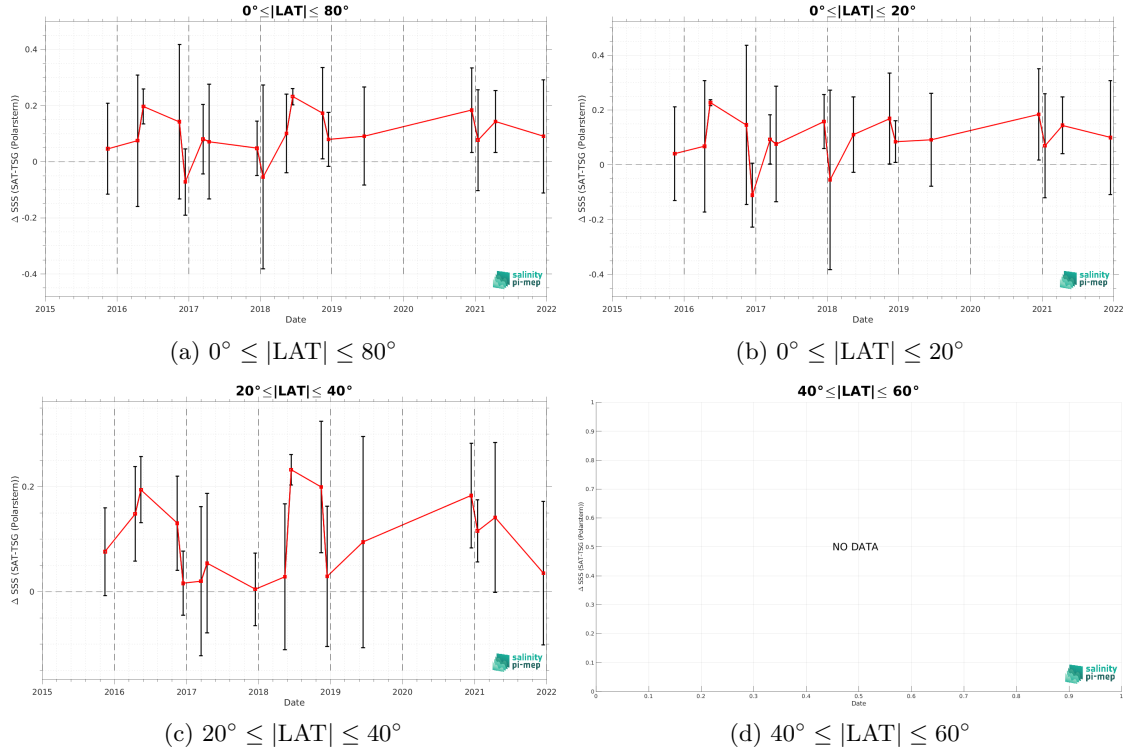 0°≤|LAT|≤ 80°
Δ SSS (SAT-TSG (Polarstern))
0.4
0.2
0
-0.2
-0.4
2015 2016 2017 2018 2019 2020 2021 2022
Date
salinity
pi-mep
(a) 0° ≤ |LAT| ≤ 80°
0°≤|LAT|≤ 20°
Δ SSS (SAT-TSG (Polarstern))
0.4
0.2
0
-0.2
-0.4
2015 2016 2017 2018 2019 2020 2021 2022
Date
salinity
pi-mep
(b) 0° ≤ |LAT| ≤ 20°
20°≤|LAT|≤ 40°
Δ SSS (SAT-TSG (Polarstern))
0.2
0
2015 2016 2017 2018 2019 2020 2021 2022
Date
salinity
pi-mep
(c) 20° ≤ |LAT| ≤ 40°
40°≤|LAT|≤ 60°
Δ SSS (SAT-TSG (Polarstern))
1
0.9
0.8
0.7
0.6
0.5
0.4
0.3
0.2
0.1
0
NO DATA
0 0.1 0.2 0.3 0.4 0.5 0.6 0.7 0.8 0.9 1
Date
salinity
pi-mep
(d) 40° ≤ |LAT| ≤ 60°